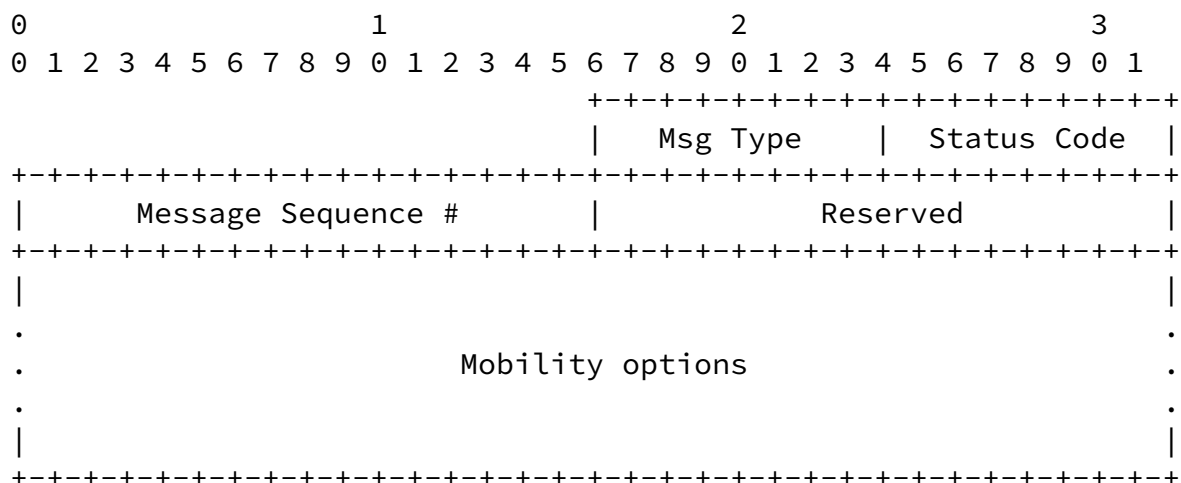 0                   1                   2                   3
0 1 2 3 4 5 6 7 8 9 0 1 2 3 4 5 6 7 8 9 0 1 2 3 4 5 6 7 8 9 0 1
                                +-+-+-+-+-+-+-+-+-+-+-+-+-+-+-+-+
                                |   Msg Type    |  Status Code  |
+-+-+-+-+-+-+-+-+-+-+-+-+-+-+-+-+-+-+-+-+-+-+-+-+-+-+-+-+-+-+-+-+
|      Message Sequence #       |            Reserved           |
+-+-+-+-+-+-+-+-+-+-+-+-+-+-+-+-+-+-+-+-+-+-+-+-+-+-+-+-+-+-+-+-+
|                                                               |
.                                                               .
.                        Mobility options                       .
.                                                               .
|                                                               |
+-+-+-+-+-+-+-+-+-+-+-+-+-+-+-+-+-+-+-+-+-+-+-+-+-+-+-+-+-+-+-+-+